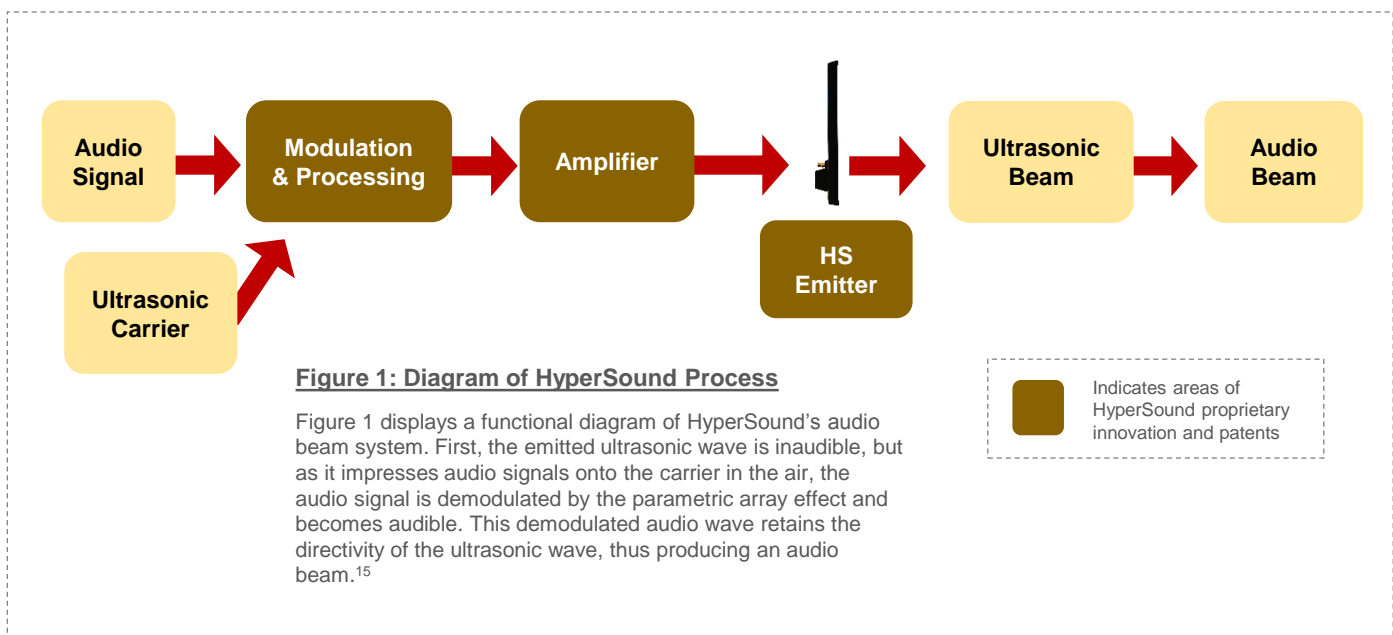 Audio
Signal
Modulation
& Processing
Amplifier
Ultrasonic
Beam
Audio
Beam
HS
Emitter
Ultrasonic
Carrier
Figure 1: Diagram of HyperSound Process
Figure 1 displays a functional diagram of HyperSound’s audio
beam system. First, the emitted ultrasonic wave is inaudible, but
as it impresses audio signals onto the carrier in the air, the
audio signal is demodulated by the parametric array effect and
becomes audible. This demodulated audio wave retains the
directivity of the ultrasonic wave, thus producing an audio
beam.15
Indicates areas of
HyperSound proprietary
innovation and patents